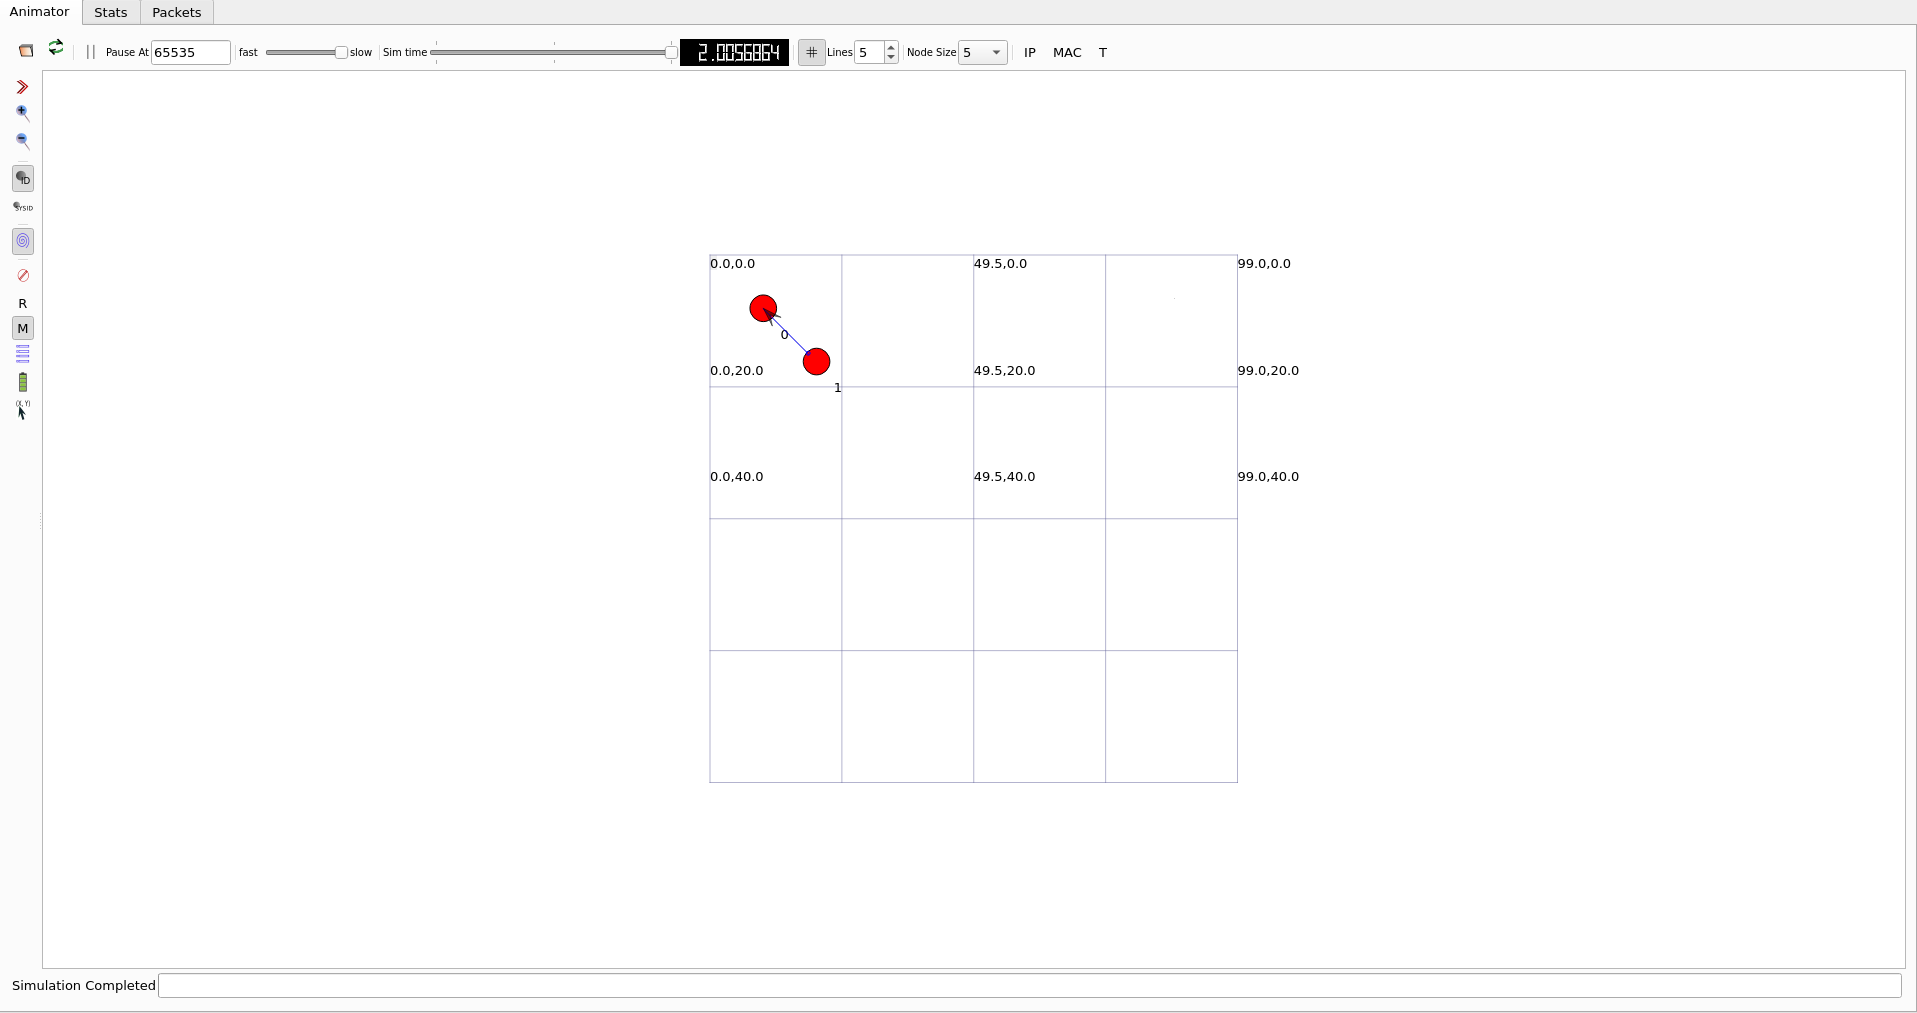 Animator Stats Packets
Pause At 65535 fast slow Sim time 2.0056864 Lines 5 Node Size 5 IP MAC T
ID
SYSID
R
M
(X, Y)
0.0,0.0 49.5,0.0 99.0,0.0
0
0.0,20.0 49.5,20.0 99.0,20.0
1
0.0,40.0 49.5,40.0 99.0,40.0
Simulation Completed